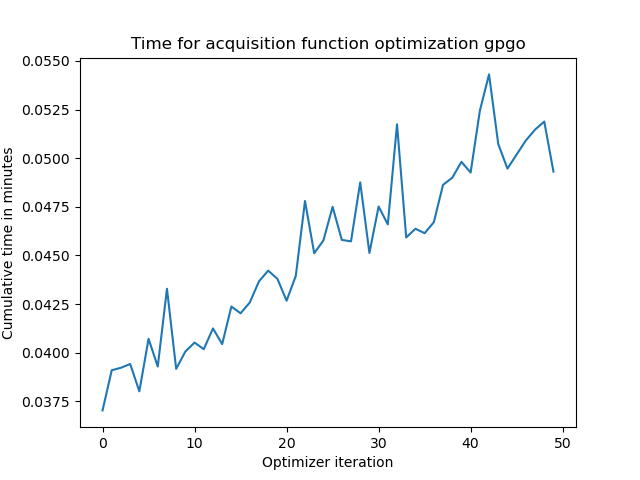 Time for acquisition function optimization gpgo
0.0550
0.0525
0.0500
0.0475
0.0450
0.0425
0.0400
0.0375
Cumulative time in minutes
0 10 20 30 40 50
Optimizer iteration